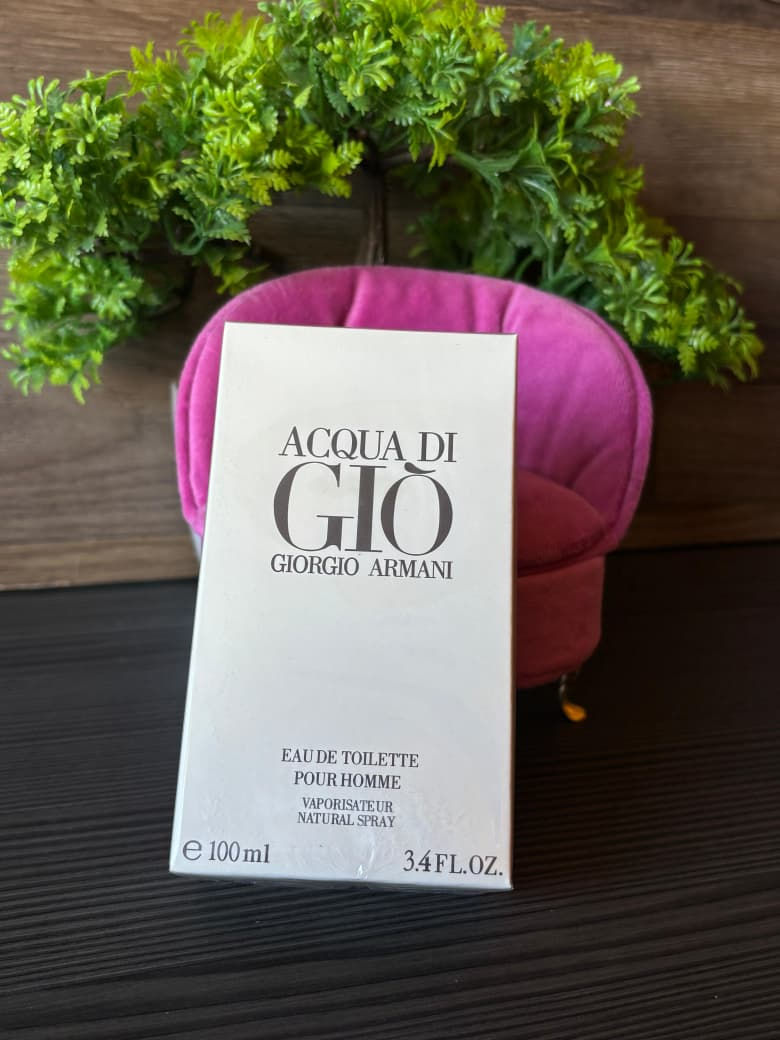 ACQUA DI
GIÒ
GIORGIO ARMANI
EAU DE TOILETTE
POUR HOMME
VAPORISATEUR
NATURAL SPRAY
℮ 100 ml
3.4 FL.OZ.